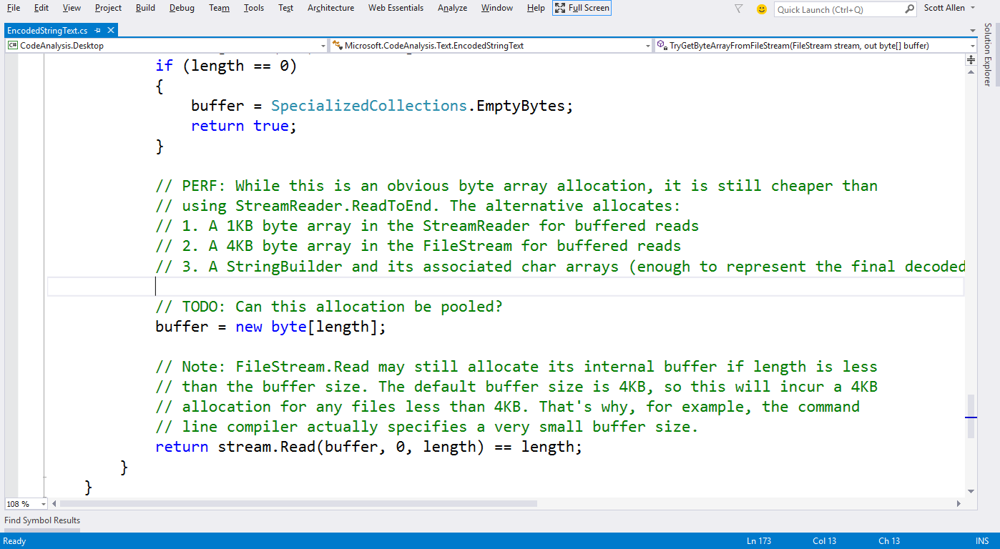 File Edit View Project Build Debug Team Tools Test Architecture Web Essentials Analyze Window Help Full Screen Quick Launch (Ctrl+Q) Scott Allen
EncodedStringText.cs
Solution Explorer
C# CodeAnalysis.Desktop Microsoft.CodeAnalysis.Text.EncodedStringText TryGetByteArrayFromFileStream(FileStream stream, out byte[] buffer)
if (length == 0)
{
buffer = SpecializedCollections.EmptyBytes;
return true;
}
// PERF: While this is an obvious byte array allocation, it is still cheaper than
// using StreamReader.ReadToEnd. The alternative allocates:
// 1. A 1KB byte array in the StreamReader for buffered reads
// 2. A 4KB byte array in the FileStream for buffered reads
// 3. A StringBuilder and its associated char arrays (enough to represent the final decoded
// TODO: Can this allocation be pooled?
buffer = new byte[length];
// Note: FileStream.Read may still allocate its internal buffer if length is less
// than the buffer size. The default buffer size is 4KB, so this will incur a 4KB
// allocation for any files less than 4KB. That's why, for example, the command
// line compiler actually specifies a very small buffer size.
return stream.Read(buffer, 0, length) == length;
}
}
108 %
Find Symbol Results
Ready Ln 173 Col 13 Ch 13 INS